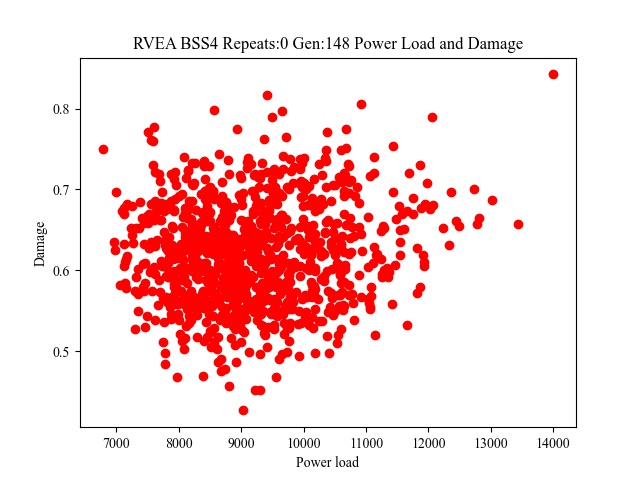 RVEA BSS4 Repeats:0 Gen:148 Power Load and Damage
0.8
0.7
0.6
0.5
Damage
7000 8000 9000 10000 11000 12000 13000 14000
Power load